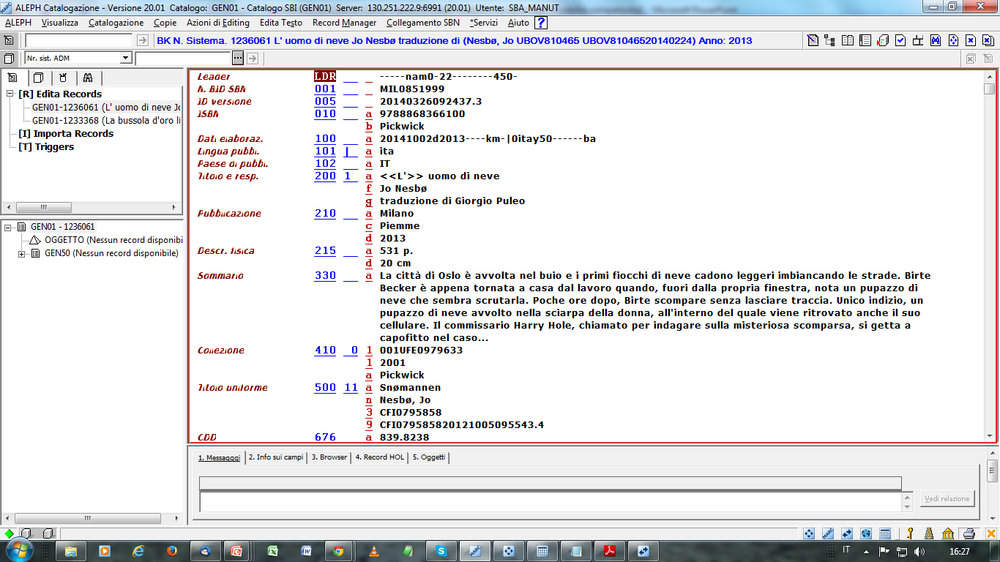 ALEPH Catalogazione - Versione 20.01 Catalogo: GEN01 - Catalogo SBI (GEN01) Server: 130.251.222.9:6991 (20.01) Utente: SBA_MANUT
ALEPH Visualizza Catalogazione Copie Azioni di Editing Edita Testo Record Manager Collegamento SBN *Servizi Aiuto ?
BK N. Sistema. 1236061 L' uomo di neve Jo Nesbø traduzione di (Nesbø, Jo UBOV810465 UBOV81046520140224) Anno: 2013
Nr. sist. ADM
[R] Edita Records
GEN01-1236061 (L' uomo di neve Jo
GEN01-1233368 (La bussola d'oro li
[I] Importa Records
[T] Triggers
GEN01 - 1236061
OGGETTO (Nessun record disponibi
GEN50 (Nessun record disponibile)
Leader LDR __ _ -----nam0-22--------450-
N. BID SBN 001 __ _ MIL0851999
ID versione 005 __ _ 20140326092437.3
ISBN 010 __ a 9788868366100
b Pickwick
Dati elaboraz. 100 __ a 20141002d2013----km-|0itay50------ba
Lingua pubbl. 101 |_ a ita
Paese di pubbl. 102 __ a IT
Titolo e resp. 200 1_ a <<L'>> uomo di neve
f Jo Nesbø
g traduzione di Giorgio Puleo
Pubblicazione 210 __ a Milano
c Piemme
d 2013
Descr. fisica 215 __ a 531 p.
d 20 cm
Sommario 330 __ a La città di Oslo è avvolta nel buio e i primi fiocchi di neve cadono leggeri imbiancando le strade. Birte
Becker è appena tornata a casa dal lavoro quando, fuori dalla propria finestra, nota un pupazzo di
neve che sembra scrutarla. Poche ore dopo, Birte scompare senza lasciare traccia. Unico indizio, un
pupazzo di neve avvolto nella sciarpa della donna, all'interno del quale viene ritrovato anche il suo
cellulare. Il commissario Harry Hole, chiamato per indagare sulla misteriosa scomparsa, si getta a
capofitto nel caso...
Collezione 410 _0 1 001UFE0979633
1 2001
a Pickwick
Titolo uniforme 500 11 a Snømannen
n Nesbø, Jo
3 CFI0795858
9 CFI079585820121005095543.4
CDD 676 a 839.8238
1. Messaggi 2. Info sui campi 3. Browser 4. Record HOL 5. Oggetti
Vedi relazione
IT 16:27